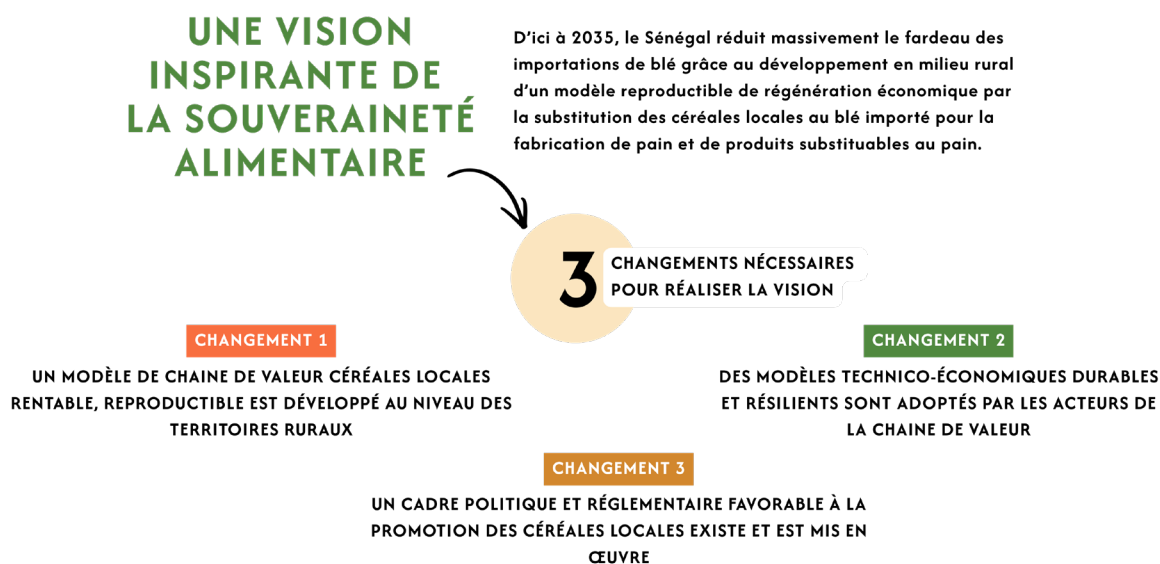 UNE VISION
INSPIRANTE DE
LA SOUVERAINETÉ
ALIMENTAIRE
D'ici à 2035, le Sénégal réduit massivement le fardeau des
importations de blé grâce au développement en milieu rural
d'un modèle reproductible de régénération économique par
la substitution des céréales locales au blé importé pour la
fabrication de pain et de produits substituables au pain.
3
CHANGEMENTS NÉCESSAIRES
POUR RÉALISER LA VISION
CHANGEMENT 1
UN MODÈLE DE CHAINE DE VALEUR CÉRÉALES LOCALES
RENTABLE, REPRODUCTIBLE EST DÉVELOPPÉ AU NIVEAU DES
TERRITOIRES RURAUX
CHANGEMENT 2
DES MODÈLES TECHNICO-ÉCONOMIQUES DURABLES
ET RÉSILIENTS SONT ADOPTÉS PAR LES ACTEURS DE
LA CHAINE DE VALEUR
CHANGEMENT 3
UN CADRE POLITIQUE ET RÉGLEMENTAIRE FAVORABLE À LA
PROMOTION DES CÉRÉALES LOCALES EXISTE ET EST MIS EN
ŒUVRE